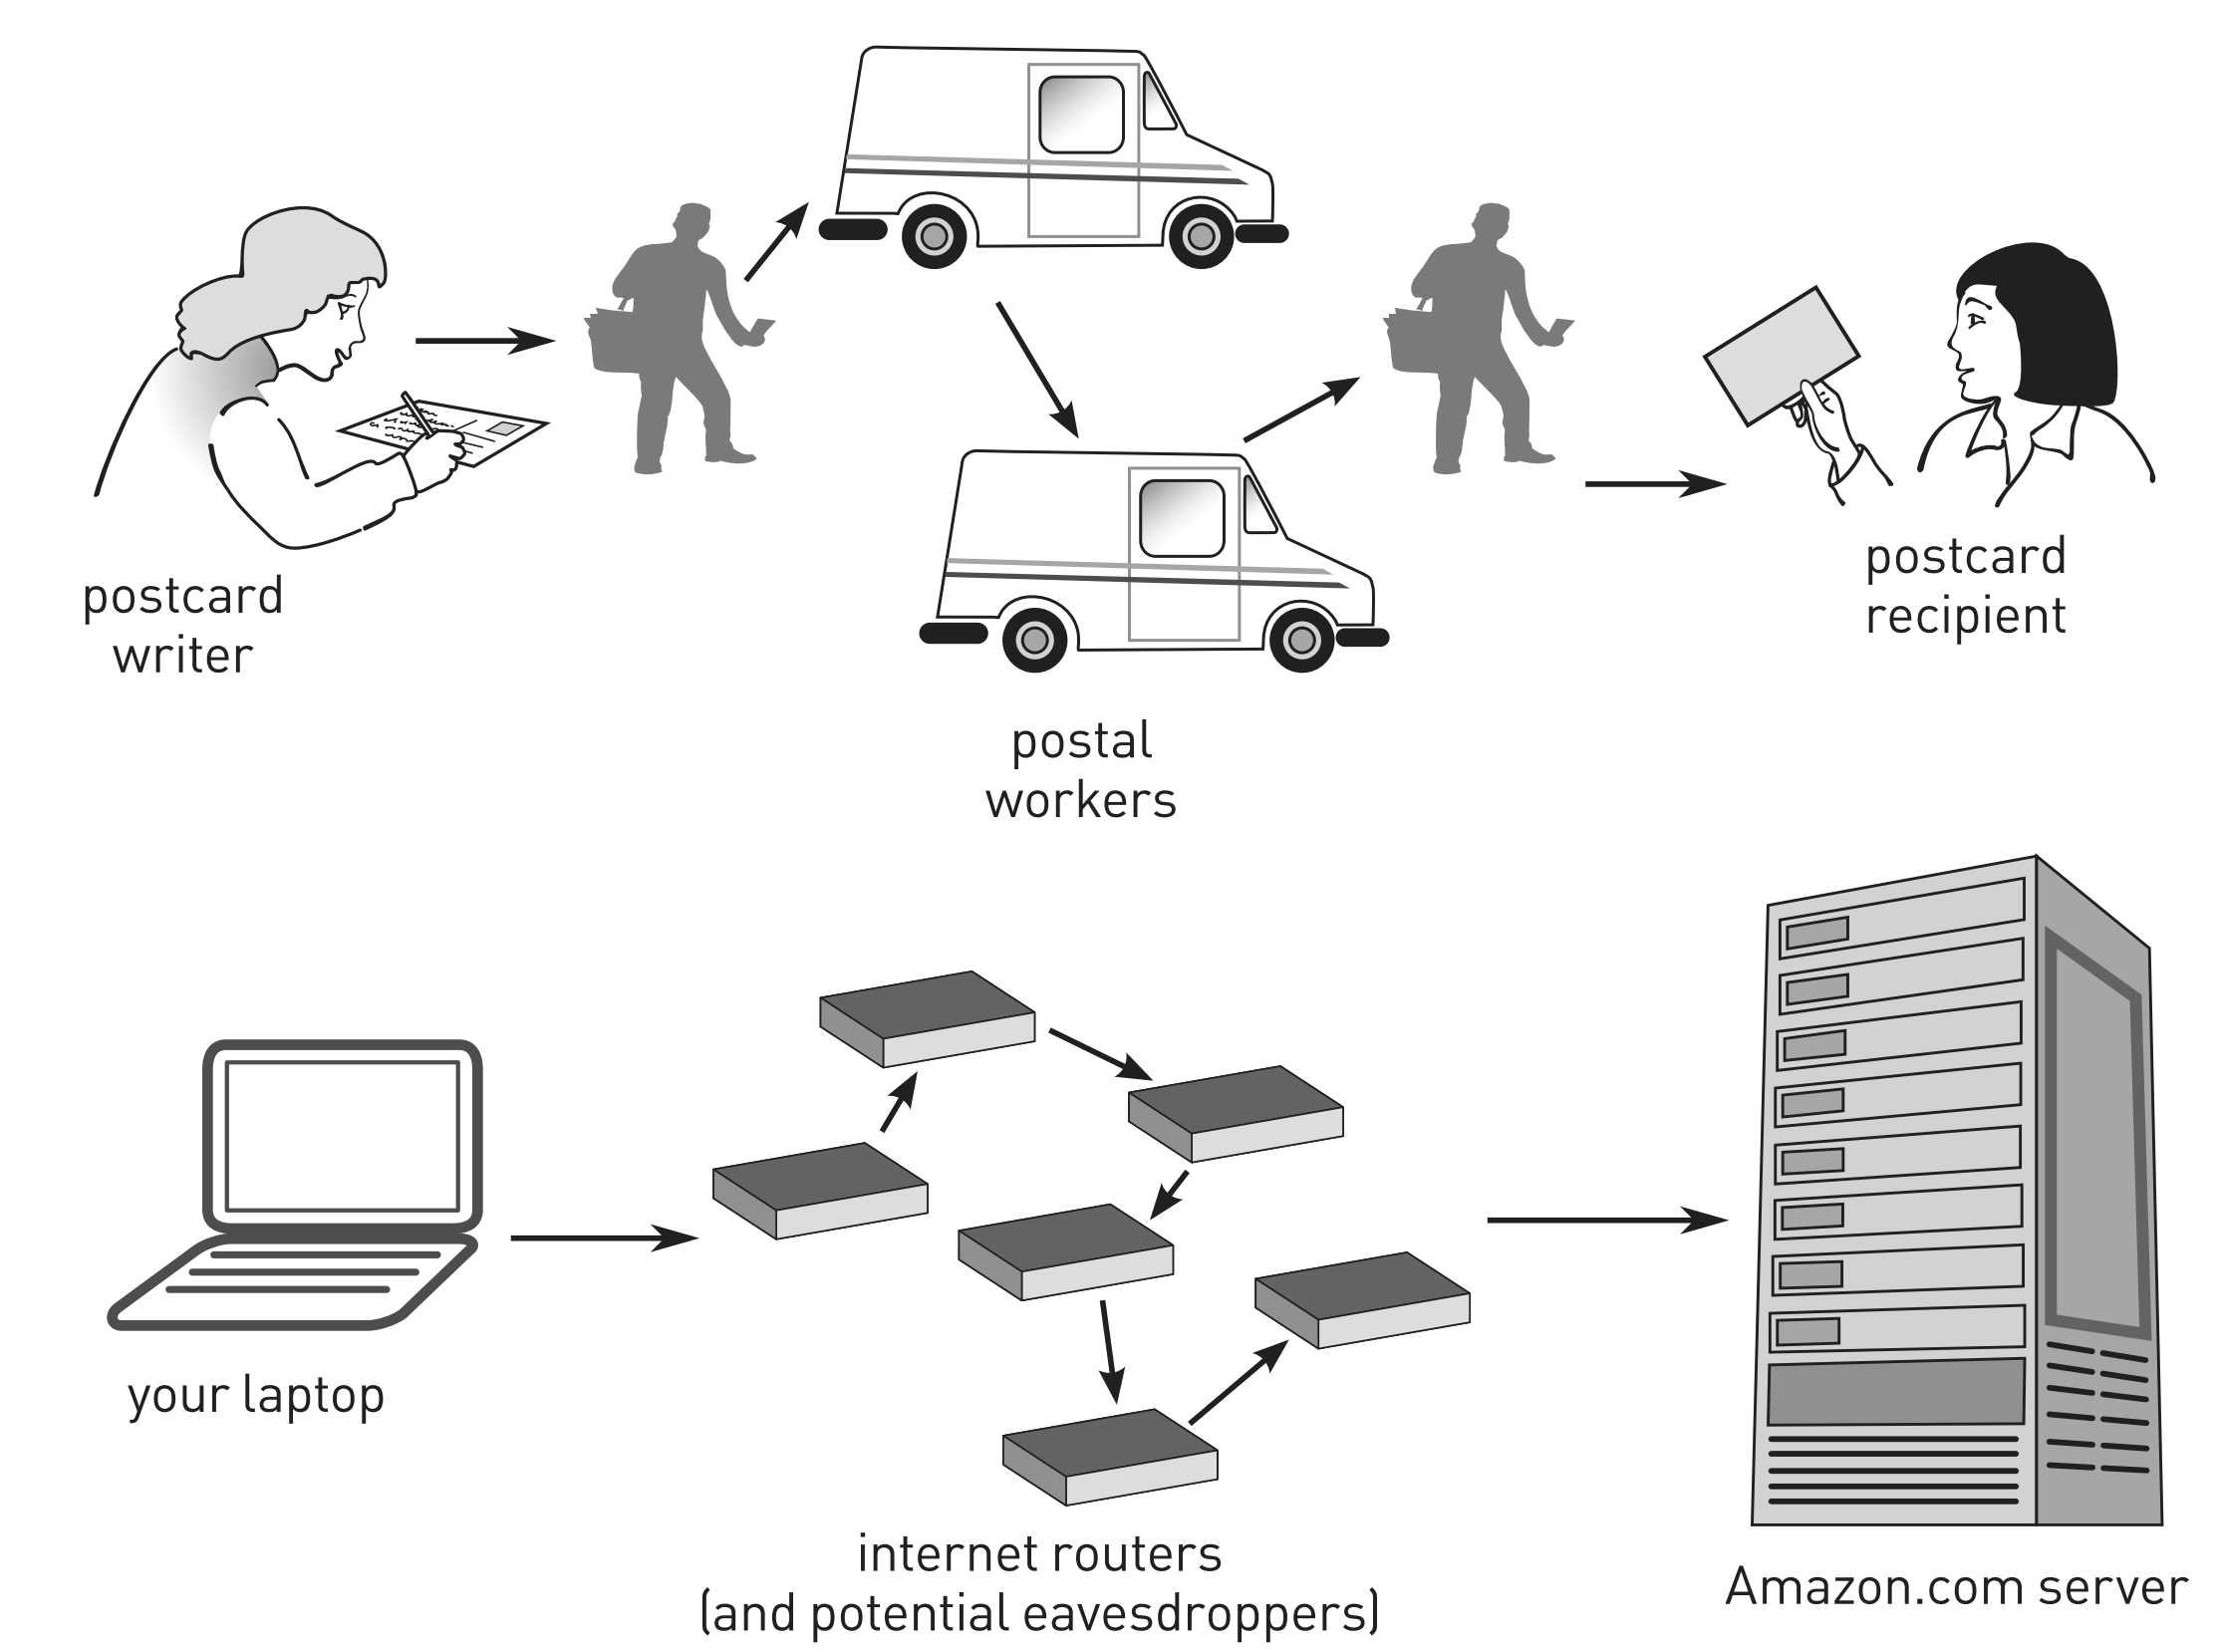 postcard
writer
postal
workers
postcard
recipient
your laptop
internet routers
(and potential eavesdroppers)
Amazon.com server